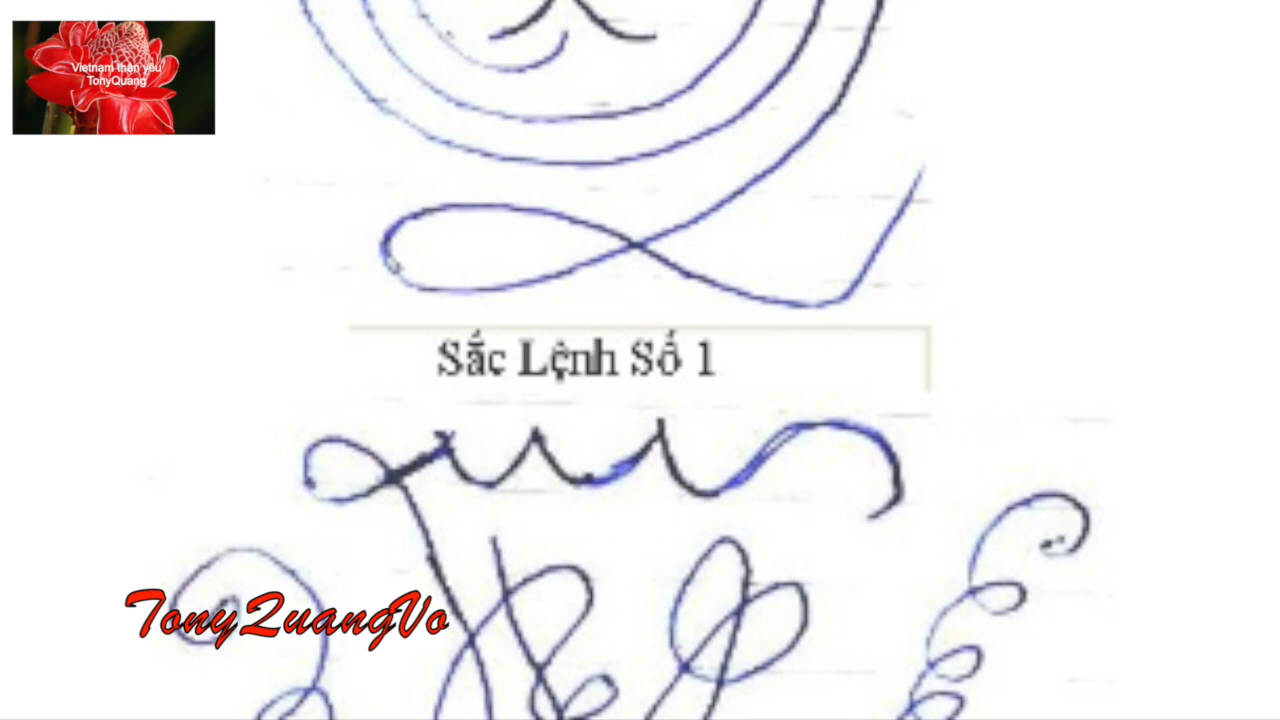 Vietnam thân yêu
TonyQuang
Sắc Lệnh Số 1
TonyQuangVo